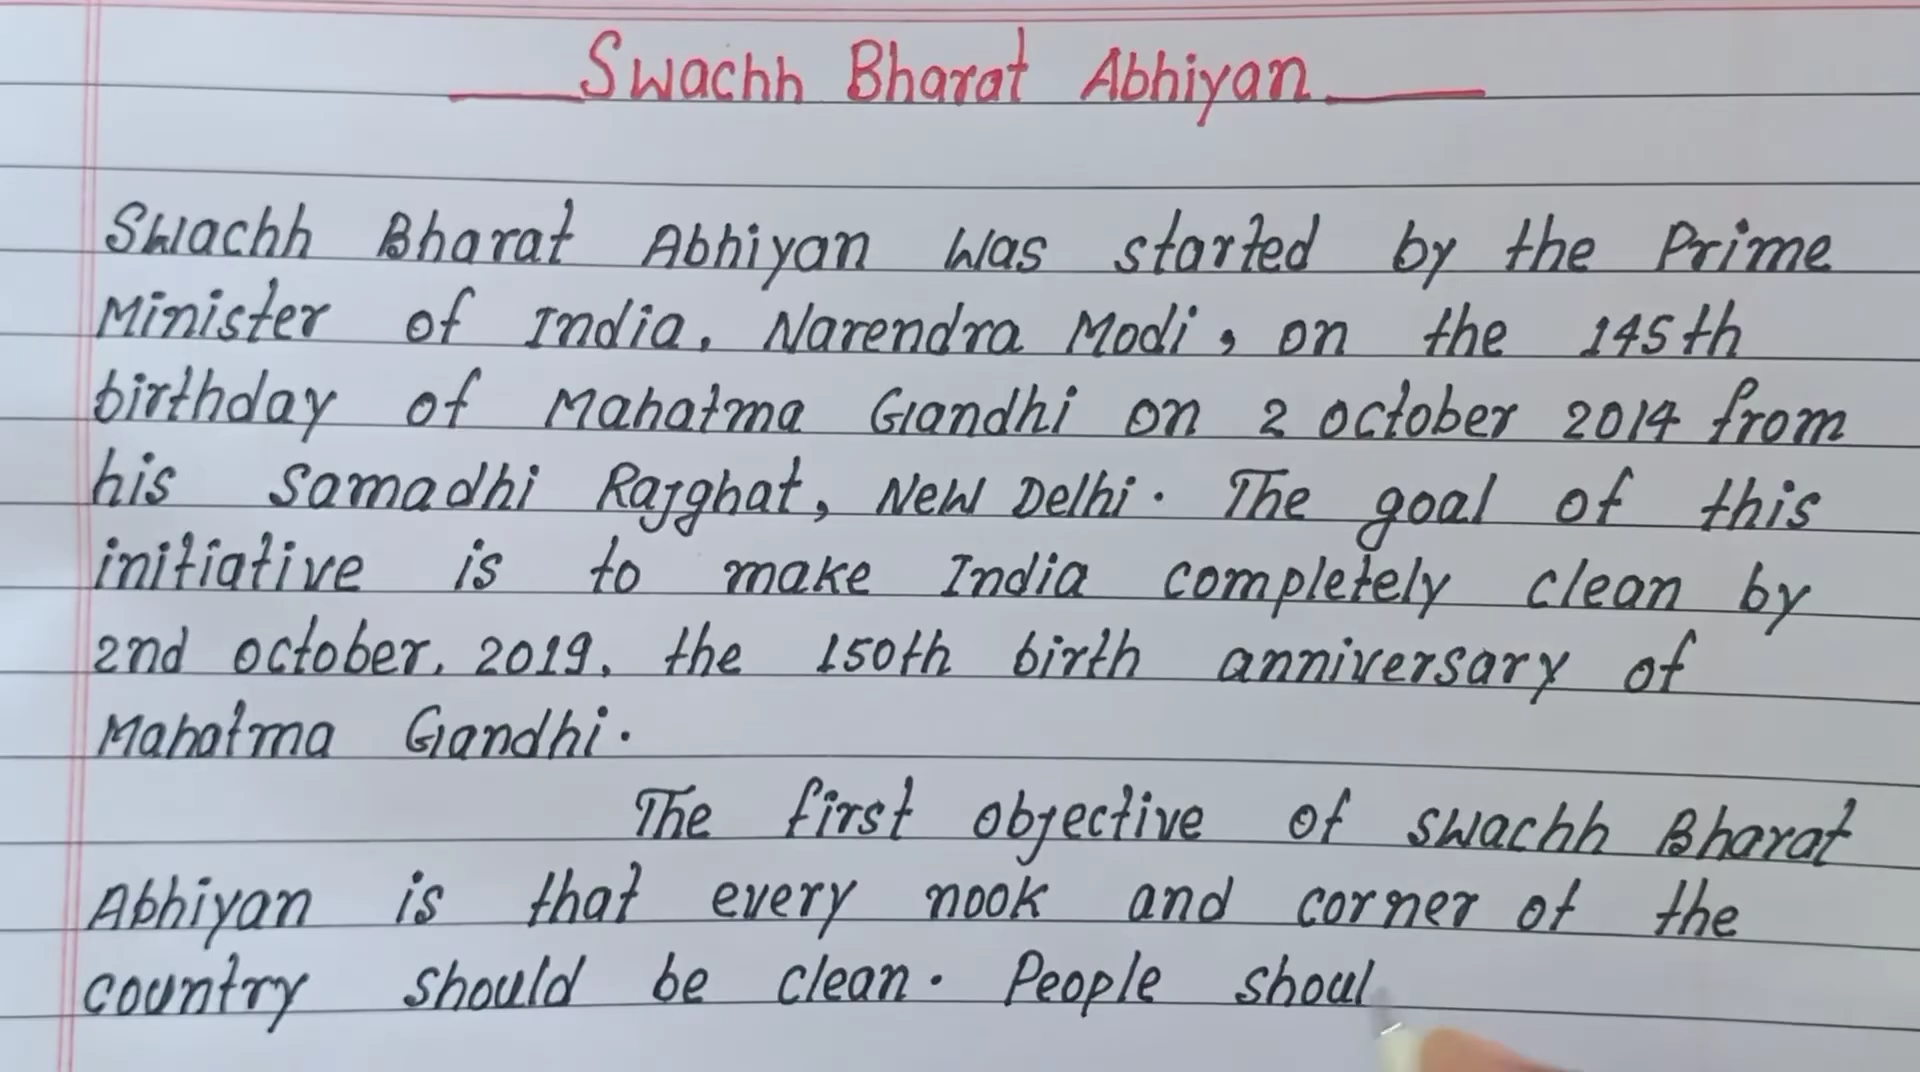 Swachh Bharat Abhiyan
Swachh Bharat Abhiyan was started by the Prime
Minister of India, Narendra Modi, on the 145th
birthday of Mahatma Gandhi on 2 october 2014 from
his Samadhi Rajghat, New Delhi. The goal of this
initiative is to make India completely clean by
2nd october, 2019, the 150th birth anniversary of
Mahatma Gandhi.
The first objective of swachh Bharat
Abhiyan is that every nook and corner of the
country should be clean. People shoul